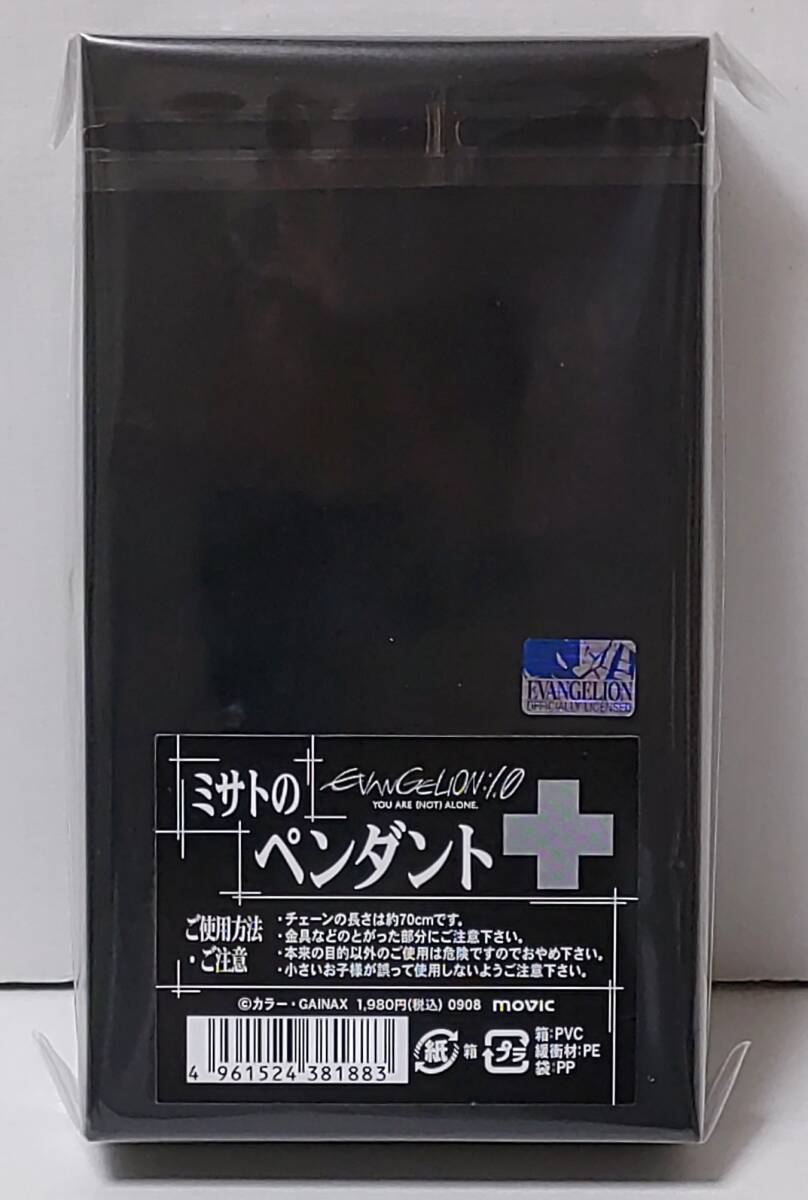 EVANGELION
OFFICIALLY LICENSED
ミサトの
EVANGELION:1.0
YOU ARE (NOT) ALONE.
ペンダント
ご使用方法
・ご注意
・チェーンの長さは約70cmです。
・金具などのとがった部分にご注意下さい。
・本来の目的以外のご使用は危険ですのでおやめ下さい。
・小さいお子様が誤って使用しないようご注意下さい。
©カラー・GAINAX 1,980円(税込) 0908 movic
4 961524 381883
紙 箱 プラ
箱:PVC
緩衝材:PE
袋:PP